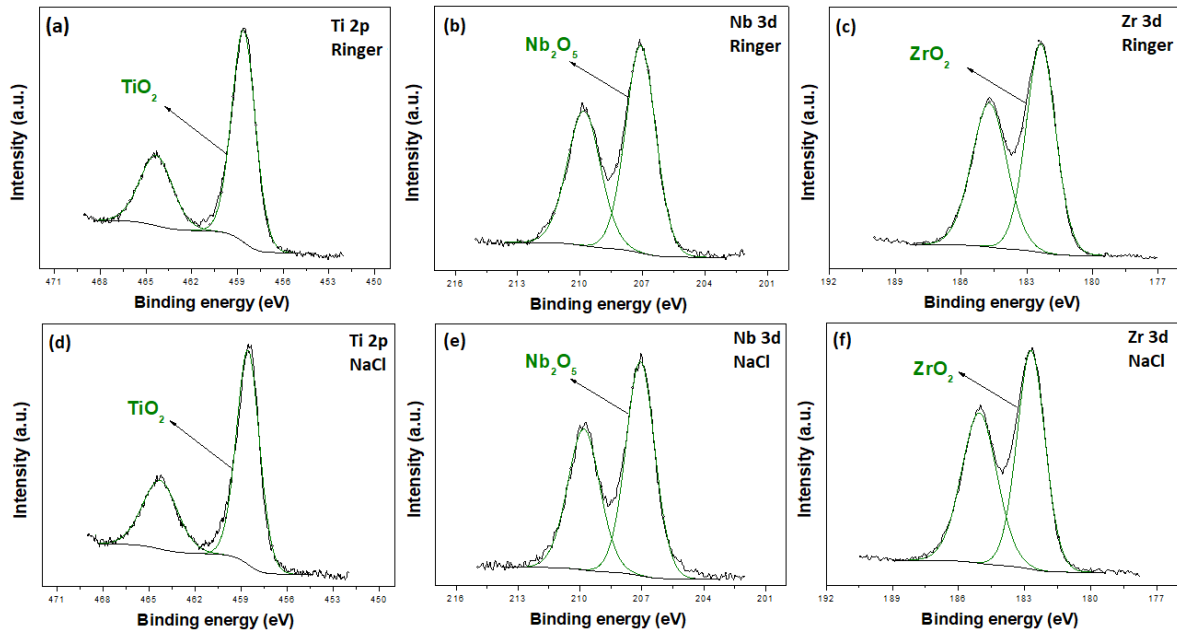 (a)
Ti 2p
Ringer
TiO₂
Intensity (a.u.)
471 468 465 462 459 456 453 450
Binding energy (eV)
(b)
Nb 3d
Ringer
Nb₂O₅
Intensity (a.u.)
216 213 210 207 204 201
Binding energy (eV)
(c)
Zr 3d
Ringer
ZrO₂
Intensity (a.u.)
192 186 183 180 177
Binding energy (eV)
(d)
Ti 2p
NaCl
TiO₂
Intensity (a.u.)
471 468 465 462 459 456 453 450
Binding energy (eV)
(e)
Nb 3d
NaCl
Nb₂O₅
Intensity (a.u.)
216 213 210 207 204 201
Binding energy (eV)
(f)
Zr 3d
NaCl
ZrO₂
Intensity (a.u.)
192 189 186 183 180 177
Binding energy (eV)